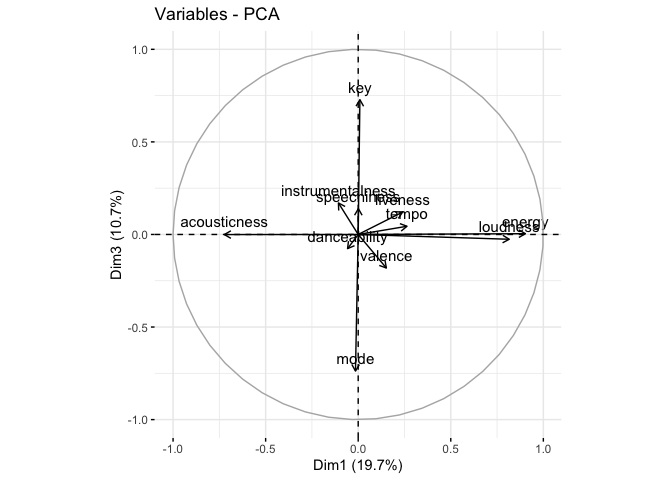 Variables - PCA
1.0
key
0.5
instrumentalness
speechiness
liveness
tempo
acousticness
energy
loudness
0.0
danceability
valence
-0.5
mode
-1.0
-1.0
-0.5
0.0
0.5
1.0
Dim1 (19.7%)
Dim3 (10.7%)